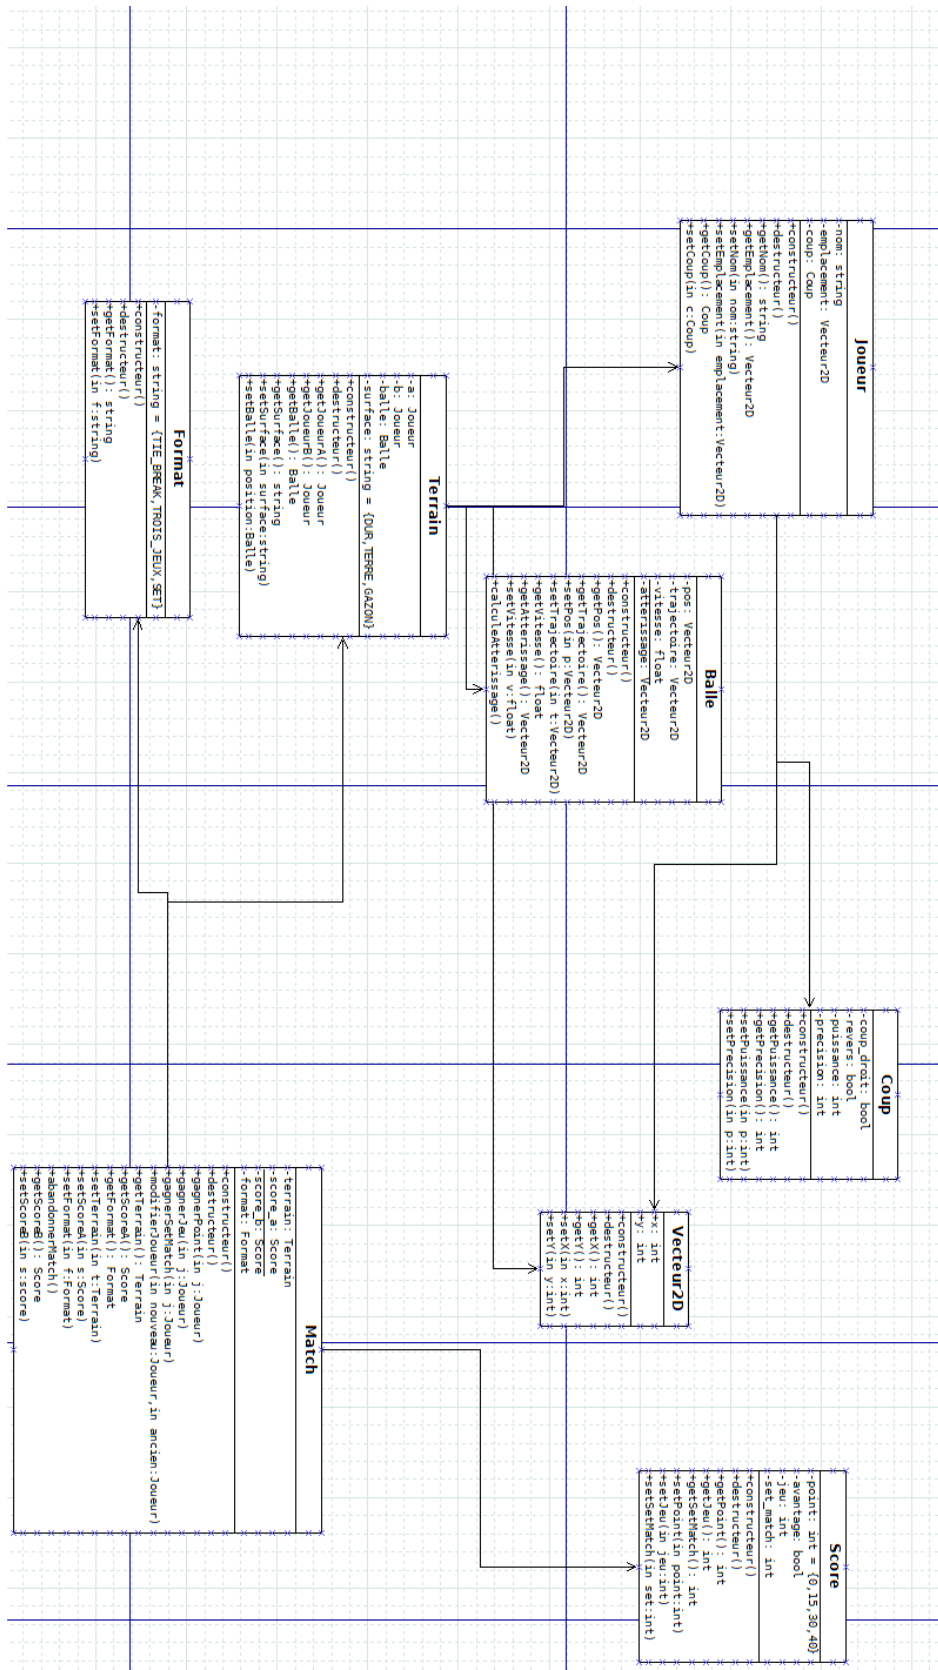 Joueur
-nom: string
-emplacement: Vecteur2D
-coup: Coup
+constructeur()
+destructeur()
+getNom(): string
+getEmplacement(): Vecteur2D
+setNom(in nom:string)
+setEmplacement(in emplacement:Vecteur2D)
+getCoup(): Coup
+setCoup(in c:Coup)
Coup
-coup_droit: bool
-revers: bool
-puissance: int
-precision: int
+constructeur()
+destructeur()
+getPuissance(): int
+getPrecision(): int
+setPuissance(in p:int)
+setPrecision(in p:int)
Score
-point: int = {0,15,30,40}
-avantage: bool
-jeu: int
-set_match: int
+constructeur()
+destructeur()
+getPoint(): int
+getJeu(): int
+getSetMatch(): int
+setPoint(in point:int)
+setJeu(in jeu:int)
+setSetMatch(in set:int)
Balle
-pos: Vecteur2D
-trajectoire: Vecteur2D
-vitesse: float
-atterissage: Vecteur2D
+constructeur()
+destructeur()
+getPos(): Vecteur2D
+getTrajectoire(): Vecteur2D
+setPos(in p:Vecteur2D)
+setTrajectoire(in t:Vecteur2D)
+getVitesse(): float
+getAtterissage(): Vecteur2D
+setVitesse(in v:float)
+calculeAtterissage()
Vecteur2D
+x: int
+y: int
+constructeur()
+destructeur()
+getX(): int
+getY(): int
+setX(in x:int)
+setY(in y:int)
Terrain
-a: Joueur
-b: Joueur
-balle: Balle
-surface: string = {DUR,TERRE,GAZON}
+constructeur()
+destructeur()
+getJoueurA(): Joueur
+getJoueurB(): Joueur
+getBalle(): Balle
+getSurface(): string
+setSurface(in surface:string)
+setBalle(in position:Balle)
Format
-format: string = {TIE_BREAK,TROIS_JEUX,SET}
+constructeur()
+destructeur()
+getFormat(): string
+setFormat(in f:string)
Match
-terrain: Terrain
-score_a: Score
-score_b: Score
-format: Format
+constructeur()
+destructeur()
+gagnerPoint(in j:Joueur)
+gagnerJeu(in j:Joueur)
+gagnerSetMatch(in j:Joueur)
+modifierJoueur(in nouveau:Joueur,in ancien:Joueur)
+getTerrain(): Terrain
+getScoreA(): Score
+getFormat(): Format
+setTerrain(in t:Terrain)
+setScoreA(in s:Score)
+setFormat(in f:Format)
+abandonnerMatch()
+getScoreB(): Score
+setScoreB(in s:score)